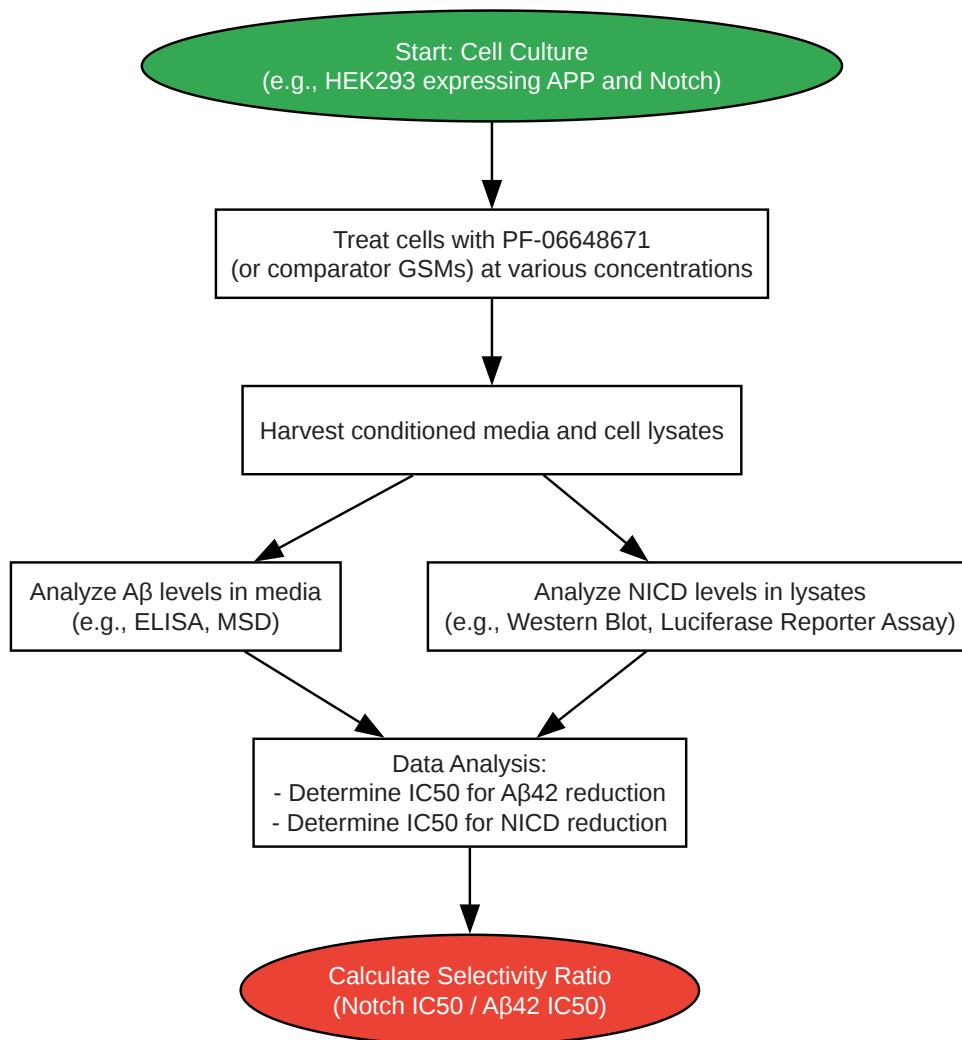 Start: Cell Culture
(e.g., HEK293 expressing APP and Notch)
Treat cells with PF-06648671
(or comparator GSMs) at various concentrations
Harvest conditioned media and cell lysates
Analyze Aβ levels in media
(e.g., ELISA, MSD)
Analyze NICD levels in lysates
(e.g., Western Blot, Luciferase Reporter Assay)
Data Analysis:
- Determine IC50 for Aβ42 reduction
- Determine IC50 for NICD reduction
Calculate Selectivity Ratio
(Notch IC50 / Aβ42 IC50)